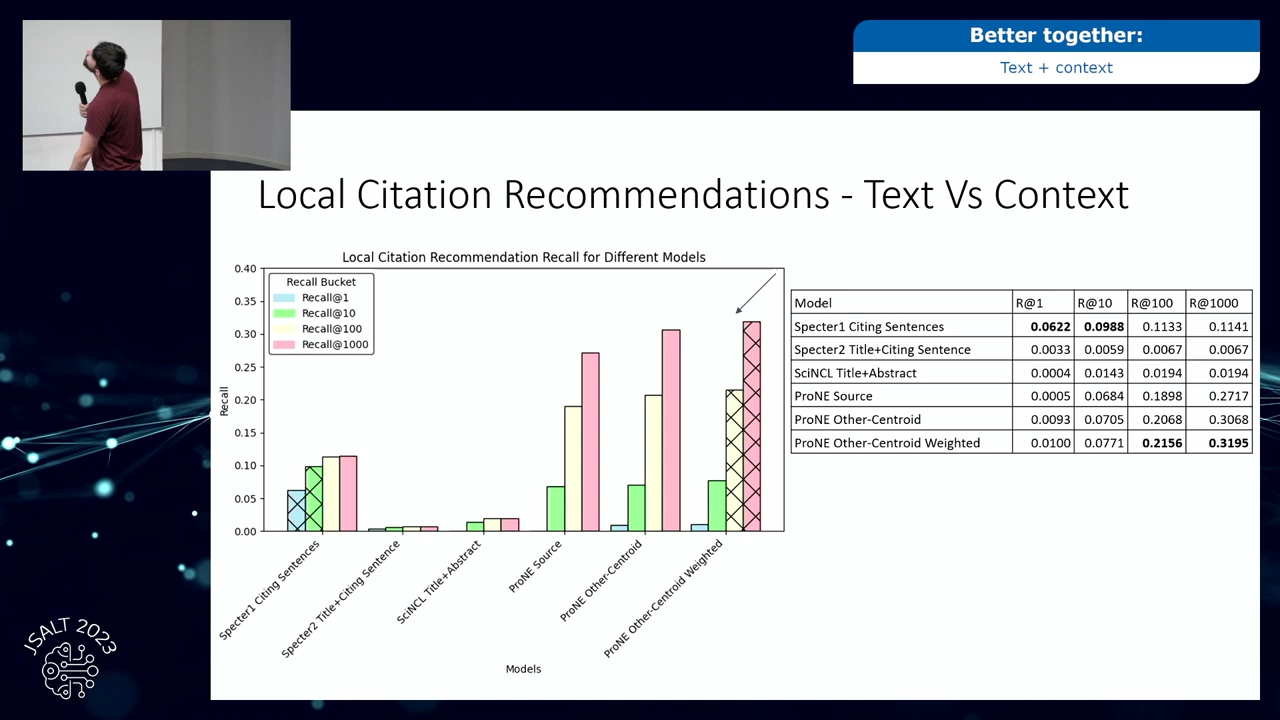 Better together:
Text + context
Local Citation Recommendations - Text Vs Context
Local Citation Recommendation Recall for Different Models
Recall Bucket
Recall@1
Recall@10
Recall@100
Recall@1000
0.40
0.35
0.30
0.25
0.20
0.15
0.10
0.05
0.00
Recall
Specter1 Citing Sentences
Specter2 Title+Citing Sentence
SciNCL Title+Abstract
ProNE Source
ProNE Other-Centroid
ProNE Other-Centroid Weighted
Models
Model R@1 R@10 R@100 R@1000
Specter1 Citing Sentences 0.0622 0.0988 0.1133 0.1141
Specter2 Title+Citing Sentence 0.0033 0.0059 0.0067 0.0067
SciNCL Title+Abstract 0.0004 0.0143 0.0194 0.0194
ProNE Source 0.0005 0.0684 0.1898 0.2717
ProNE Other-Centroid 0.0093 0.0705 0.2068 0.3068
ProNE Other-Centroid Weighted 0.0100 0.0771 0.2156 0.3195
JSALT 2023